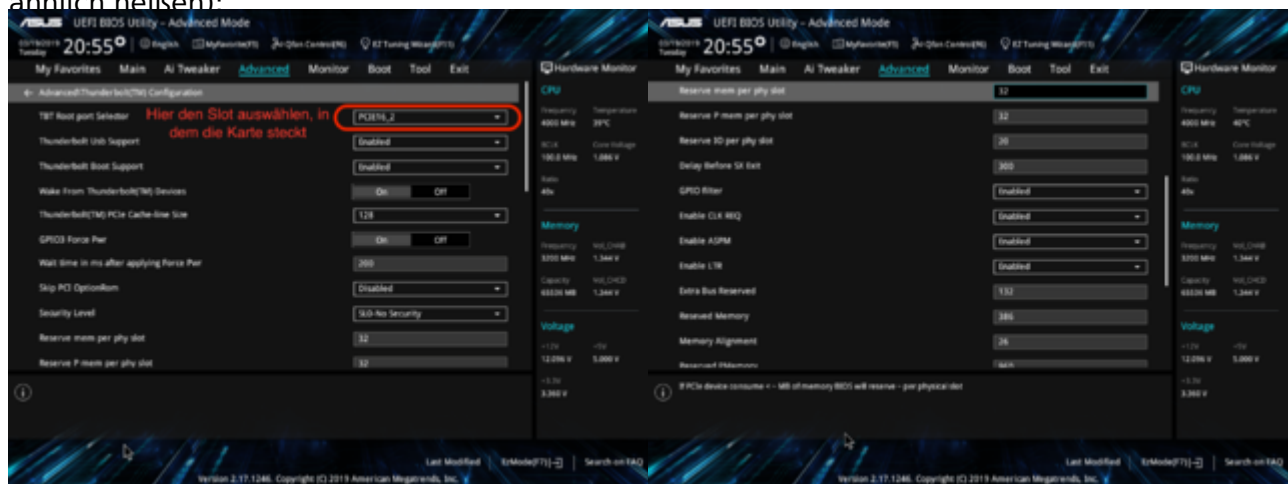 ähnlich heißen):
ASUS UEFI BIOS Utility – Advanced Mode
Tuesday 20:55 English MyFavorite(F3) Qfan Control(F6) EZ Tuning Wizard(F11)
My Favorites Main Ai Tweaker Advanced Monitor Boot Tool Exit
Hardware Monitor
← Advanced\Thunderbolt(TM) Configuration
TBT Root port Selector PCIE16_2
Hier den Slot auswählen, in
dem die Karte steckt
Thunderbolt Usb Support Enabled
Thunderbolt Boot Support Enabled
Wake From Thunderbolt(TM) Devices On Off
Thunderbolt(TM) PCIe Cache-line Size 128
GPIO3 Force Pwr On Off
Wait time in ms after applying Force Pwr 200
Skip PCI OptionRom Disabled
Security Level SL0-No Security
Reserve mem per phy slot 32
Reserve P mem per phy slot 32
CPU
Frequency Temperature
4000 MHz 39°C
BCLK Core Voltage
100.0 MHz 1.086 V
Ratio
40x
Memory
Frequency
3200 MHz 1.344 V
Capacity
65536 MB 1.344 V
Voltage
+12V +5V
12.096 V 5.000 V
+3.3V
3.360 V
Last Modified EzMode(F7) Search on FAQ
Version 2.17.1246. Copyright (C) 2019 American Megatrends, Inc.
ASUS UEFI BIOS Utility – Advanced Mode
Tuesday 20:55 English MyFavorite(F3) Qfan Control(F6) EZ Tuning Wizard(F11)
My Favorites Main Ai Tweaker Advanced Monitor Boot Tool Exit
Hardware Monitor
Reserve mem per phy slot 32
Reserve P mem per phy slot 32
Reserve IO per phy slot 20
Delay Before SX Exit 300
GPIO filter Enabled
Enable CLK REQ Enabled
Enable ASPM Enabled
Enable LTR Enabled
Extra Bus Reserved 132
Reseved Memory 386
Memory Alignment 26
Reserved PMemory 960
If PCIe device consume <-- MB of memory BIOS will reserve -- per physical slot
CPU
Frequency Temperature
4000 MHz 40°C
BCLK Core Voltage
100.0 MHz 1.086 V
Ratio
40x
Memory
Frequency
3200 MHz 1.344 V
Capacity
65536 MB 1.344 V
Voltage
+12V +5V
12.096 V 5.000 V
+3.3V
3.360 V
Last Modified EzMode(F7) Search on FAQ
Version 2.17.1246. Copyright (C) 2019 American Megatrends, Inc.